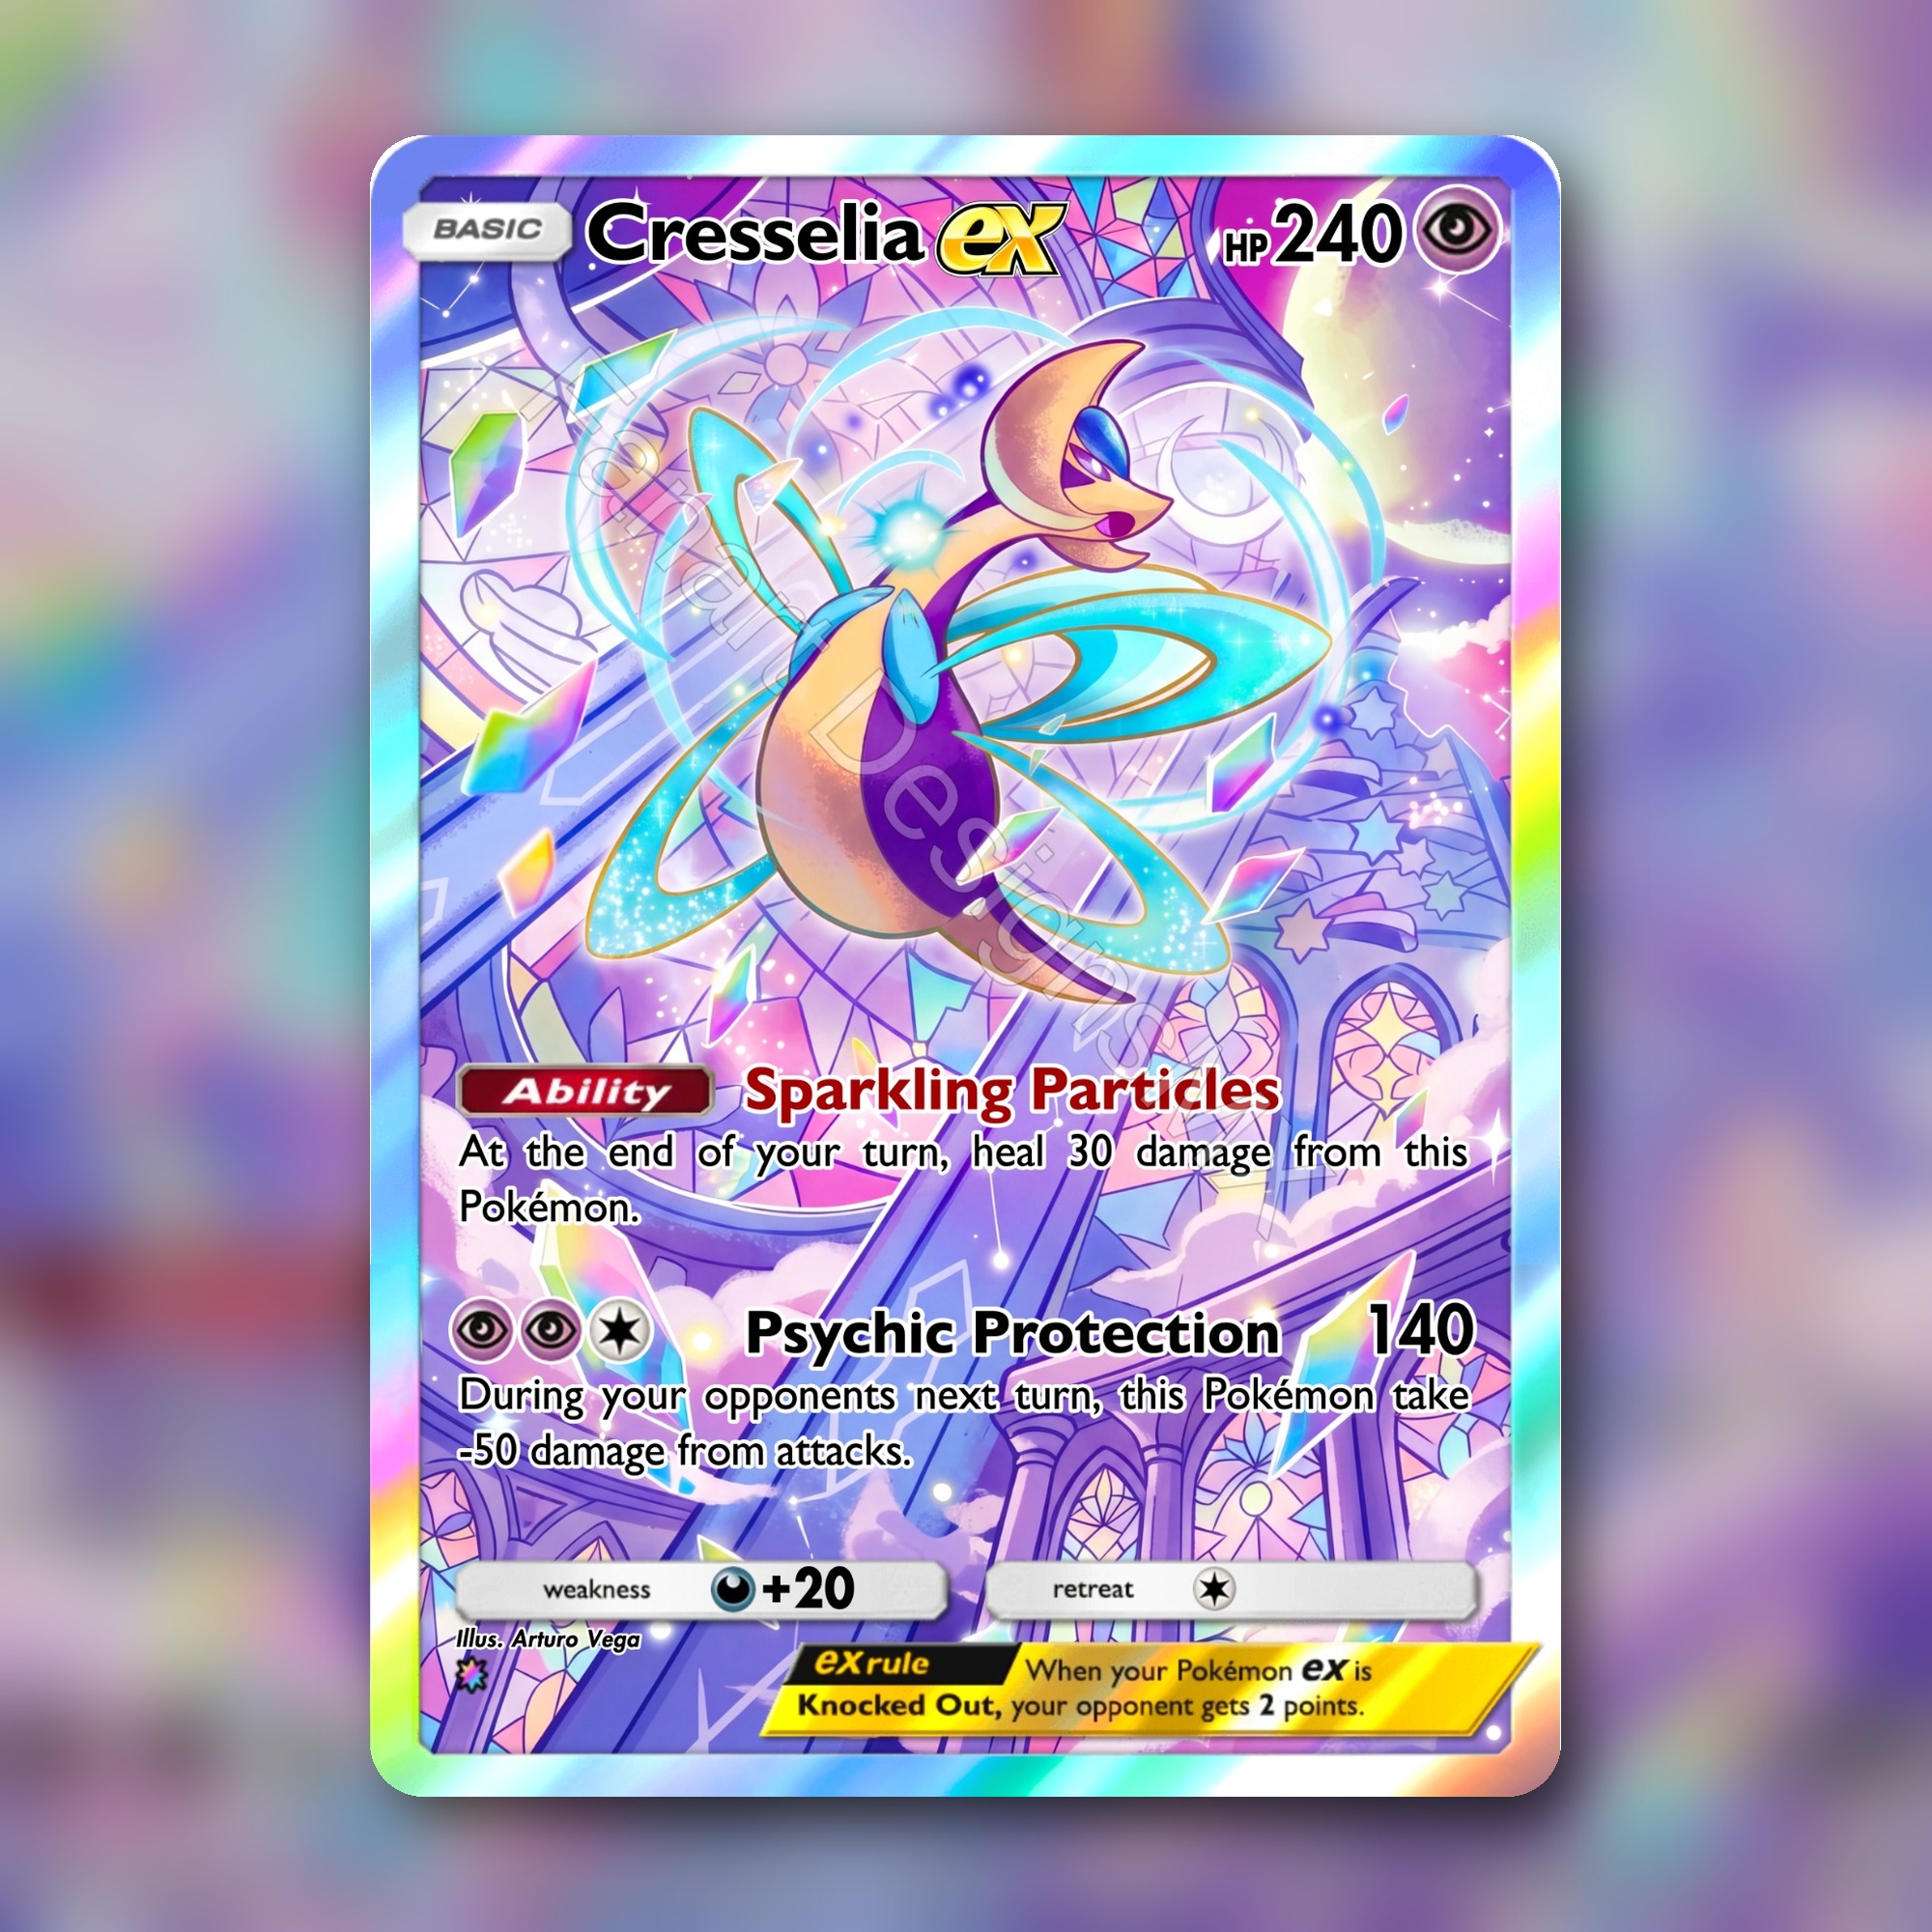 BASIC Cresselia ex HP 240
Ability Sparkling Particles
At the end of your turn, heal 30 damage from this
Pokémon.
Psychic Protection 140
During your opponents next turn, this Pokémon take
-50 damage from attacks.
weakness +20 retreat
Illus. Arturo Vega
ex rule When your Pokémon ex is
Knocked Out, your opponent gets 2 points.